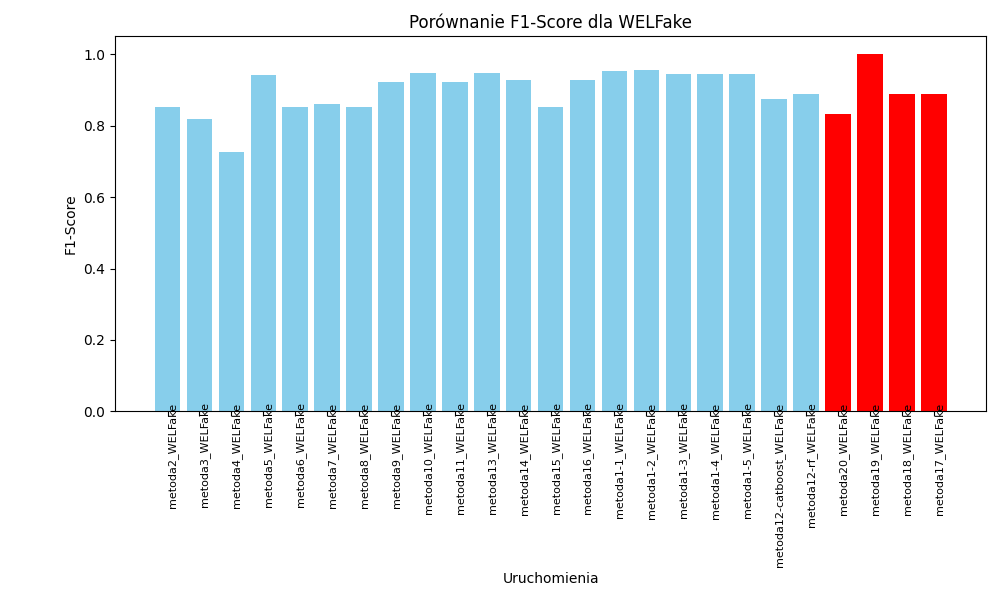 Porównanie F1-Score dla WELFake
F1-Score
1.0
0.8
0.6
0.4
0.2
0.0
metoda2_WELFake
metoda3_WELFake
metoda4_WELFake
metoda5_WELFake
metoda6_WELFake
metoda7_WELFake
metoda8_WELFake
metoda9_WELFake
metoda10_WELFake
metoda11_WELFake
metoda13_WELFake
metoda14_WELFake
metoda15_WELFake
metoda16_WELFake
metoda1-1_WELFake
metoda1-2_WELFake
metoda1-3_WELFake
metoda1-4_WELFake
metoda1-5_WELFake
metoda12-catboost_WELFake
metoda12-rf_WELFake
metoda20_WELFake
metoda19_WELFake
metoda18_WELFake
metoda17_WELFake
Uruchomienia